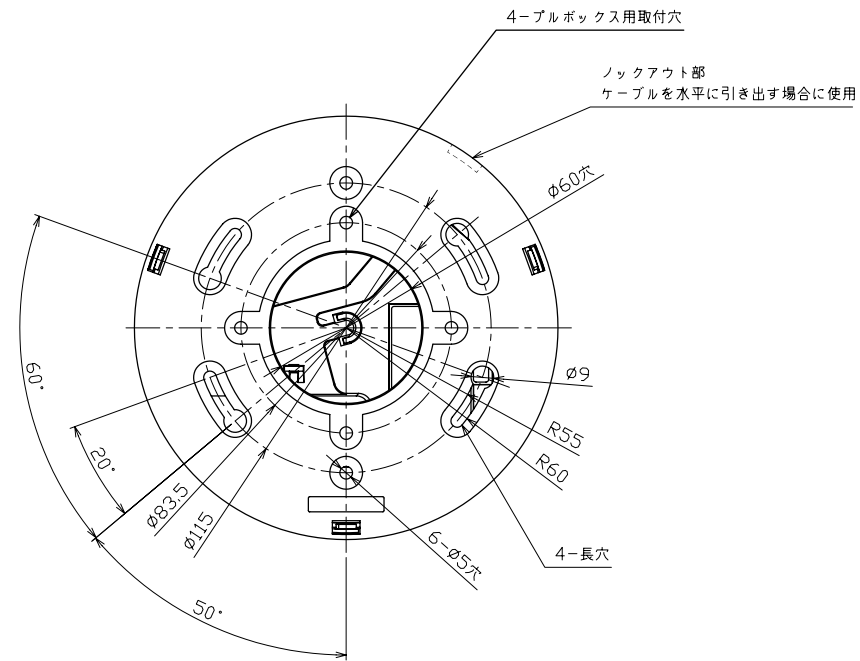 4-プルボックス用取付穴
ノックアウト部
ケーブルを水平に引き出す場合に使用
φ60穴
60°
φ9
R55
20°
R60
φ83.5
φ115
6-φ5穴
4-長穴
50°